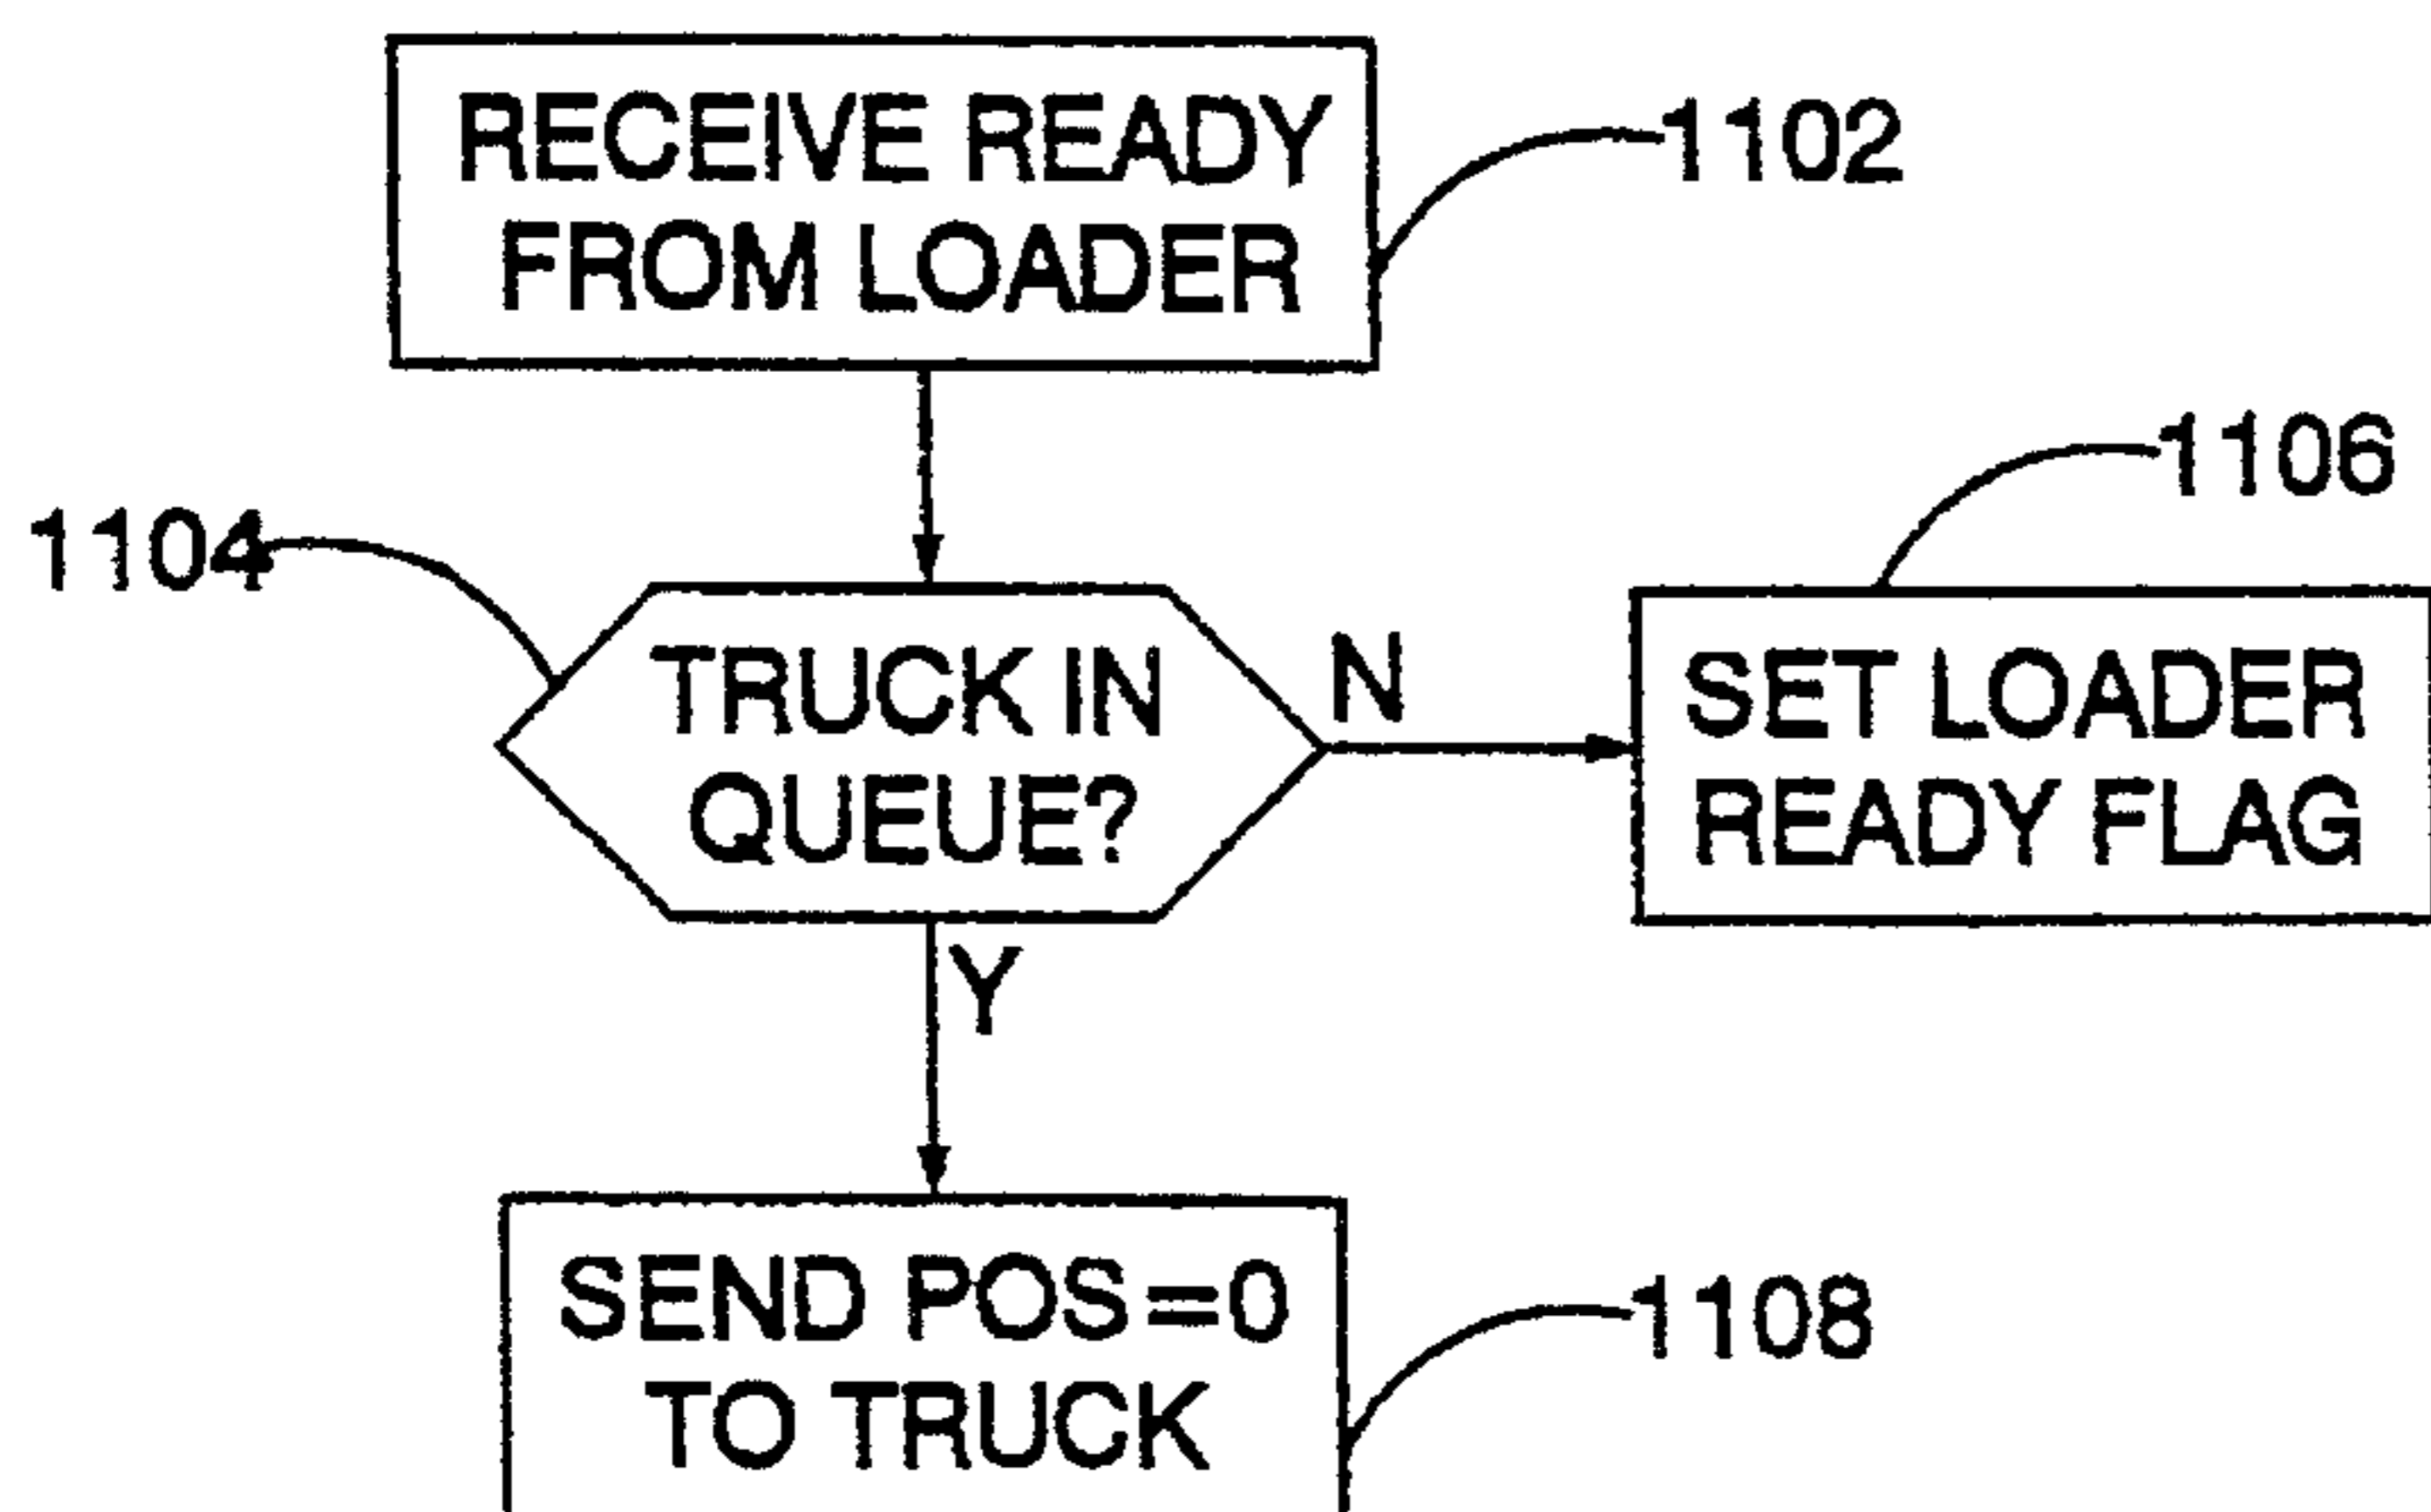 RECEIVE READY
FROM LOADER
1102
1104
TRUCK IN
QUEUE?
N
1106
SET LOADER
READY FLAG
Y
SEND POS=0
TO TRUCK
1108